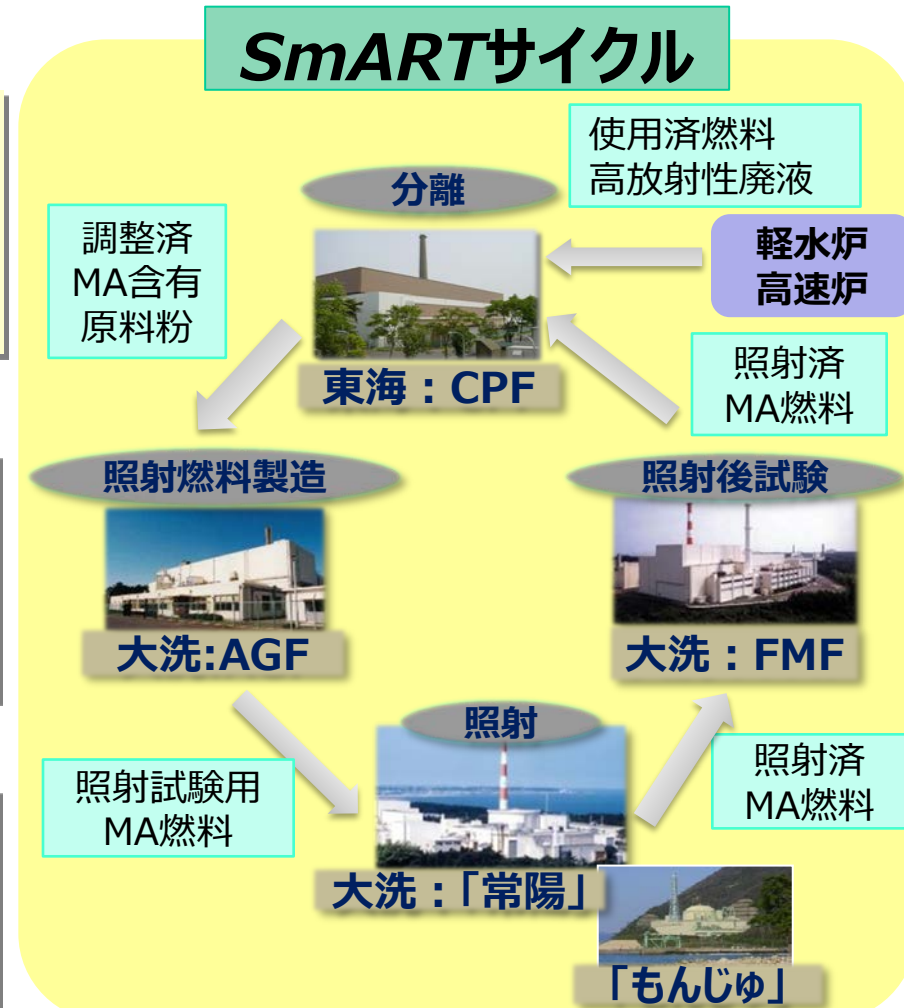 SmARTサイクル
使用済燃料
高放射性廃液
分離
軽水炉
高速炉
調整済
MA含有
原料粉
東海：CPF
照射済
MA燃料
照射燃料製造
照射後試験
大洗:AGF
大洗：FMF
照射
照射試験用
MA燃料
照射済
MA燃料
大洗：「常陽」
「もんじゅ」